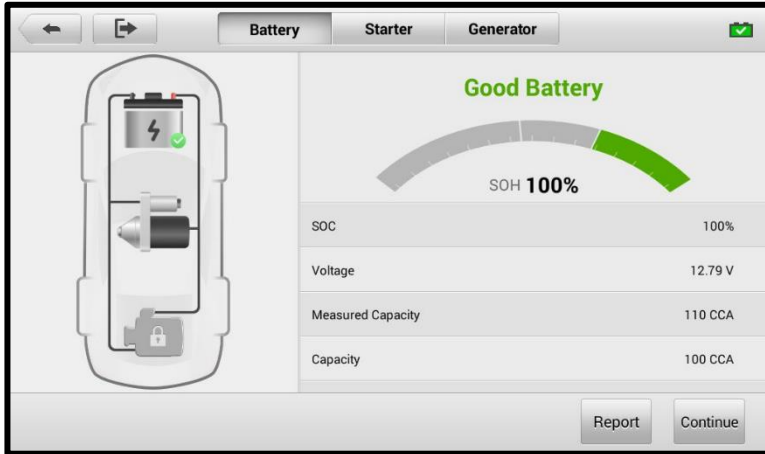 Battery Starter Generator
Good Battery
SOH 100%
SOC 100%
Voltage 12.79 V
Measured Capacity 110 CCA
Capacity 100 CCA
Report Continue